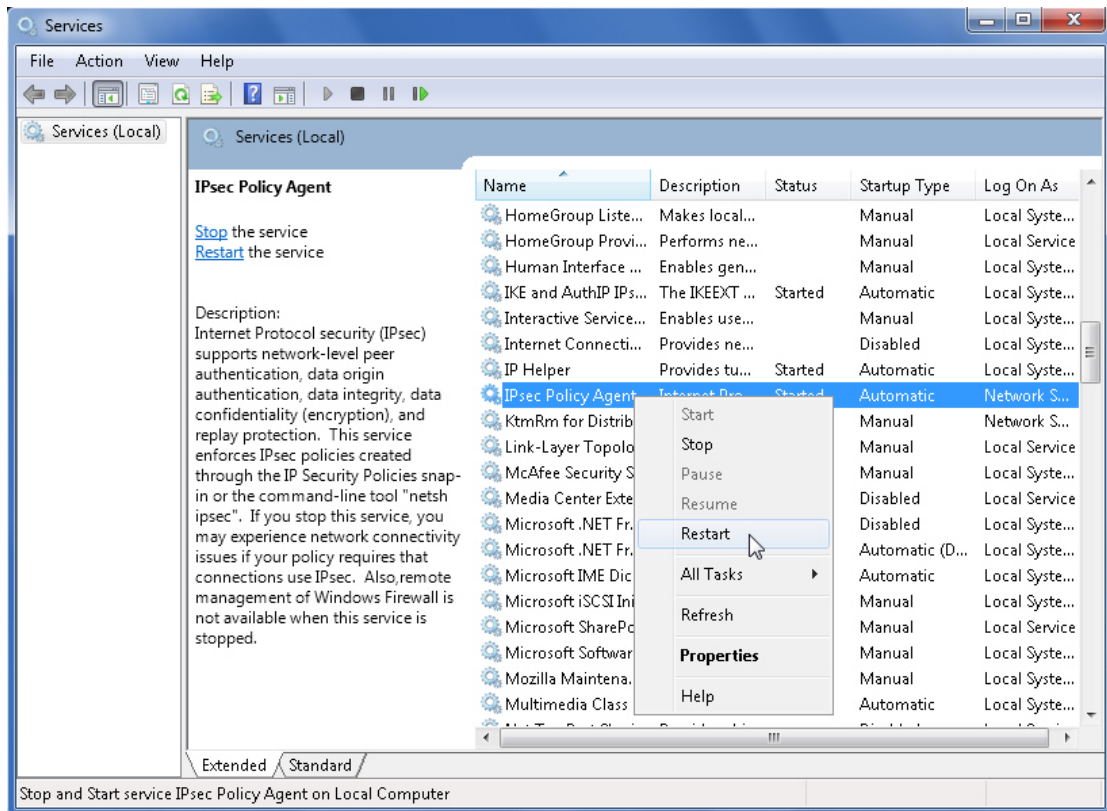 Services
File Action View Help
Services (Local)
Services (Local)
IPsec Policy Agent
Stop the service
Restart the service
Description:
Internet Protocol security (IPsec)
supports network-level peer
authentication, data origin
authentication, data integrity, data
confidentiality (encryption), and
replay protection. This service
enforces IPsec policies created
through the IP Security Policies snap-
in or the command-line tool "netsh
ipsec". If you stop this service, you
may experience network connectivity
issues if your policy requires that
connections use IPsec. Also,remote
management of Windows Firewall is
not available when this service is
stopped.
Name Description Status Startup Type Log On As
HomeGroup Liste... Makes local... Manual Local Syste...
HomeGroup Provi... Performs ne... Manual Local Service
Human Interface ... Enables gen... Manual Local Syste...
IKE and AuthIP IPs... The IKEEXT ... Started Automatic Local Syste...
Interactive Service... Enables use... Manual Local Syste...
Internet Connecti... Provides ne... Disabled Local Syste...
IP Helper Provides tu... Started Automatic Local Syste...
IPsec Policy Agent Internet Pro... Started Automatic Network S...
KtmRm for Distrib Manual Network S...
Link-Layer Topolo Manual Local Service
McAfee Security S Manual Local Syste...
Media Center Exte Disabled Local Service
Microsoft .NET Fr. Disabled Local Syste...
Microsoft .NET Fr. Automatic (D... Local Syste...
Microsoft IME Dic Automatic Local Syste...
Microsoft iSCSI Ini Manual Local Syste...
Microsoft SharePo Manual Local Service
Microsoft Softwar Manual Local Syste...
Mozilla Maintena. Manual Local Syste...
Multimedia Class Automatic Local Syste...
Start
Stop
Pause
Resume
Restart
All Tasks
Refresh
Properties
Help
Extended Standard
Stop and Start service IPsec Policy Agent on Local Computer